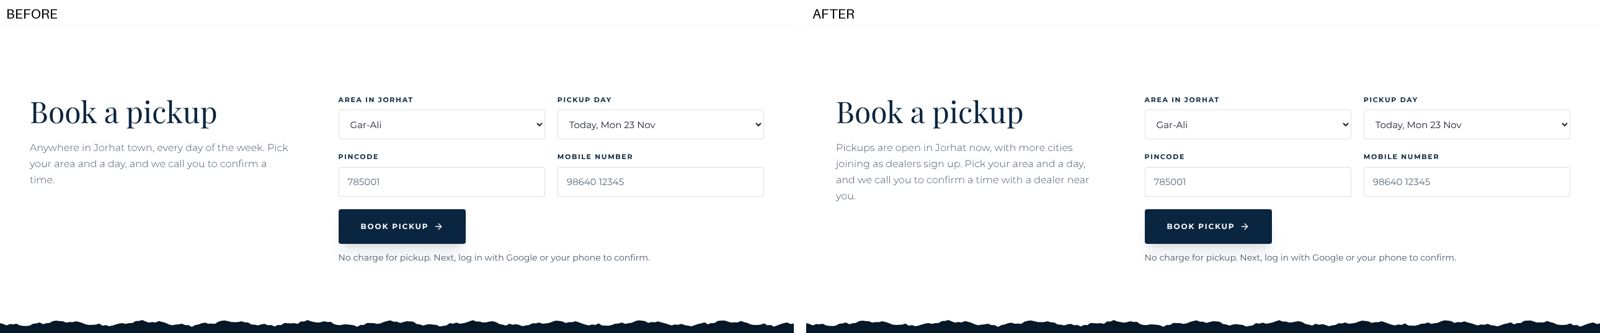 BEFORE
Book a pickup
Anywhere in Jorhat town, every day of the week. Pick
your area and a day, and we call you to confirm a
time.
AREA IN JORHAT
Gar-Ali
PICKUP DAY
Today, Mon 23 Nov
PINCODE
785001
MOBILE NUMBER
98640 12345
BOOK PICKUP →
No charge for pickup. Next, log in with Google or your phone to confirm.
AFTER
Book a pickup
Pickups are open in Jorhat now, with more cities
joining as dealers sign up. Pick your area and a day,
and we call you to confirm a time with a dealer near
you.
AREA IN JORHAT
Gar-Ali
PICKUP DAY
Today, Mon 23 Nov
PINCODE
785001
MOBILE NUMBER
98640 12345
BOOK PICKUP →
No charge for pickup. Next, log in with Google or your phone to confirm.